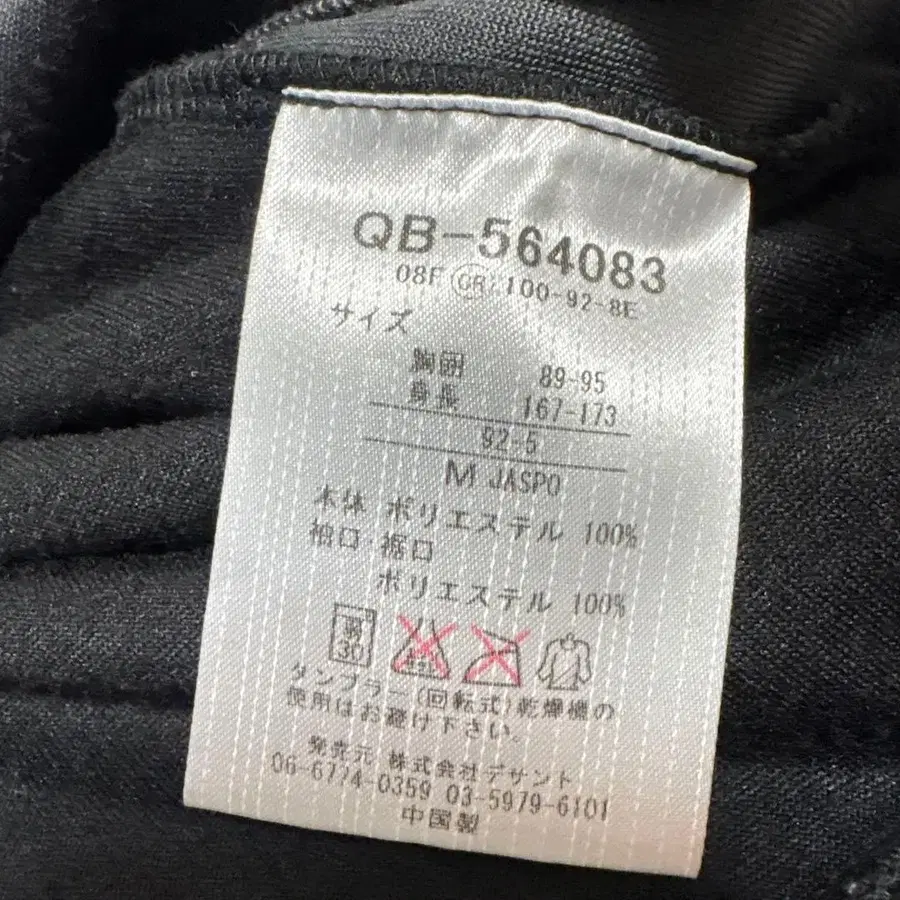 QB-564083
08F GR 100-92-8E
サイズ
胸囲 89-95
身長 167-173
92-5
M JASPO
本体 ポリエステル 100%
袖口・裾口
ポリエステル 100%
弱
30
タンブラー(回転式)乾燥機の
使用はお避け下さい。
発売元 株式会社デサント
06-6774-0359 03-5979-6101
中国製